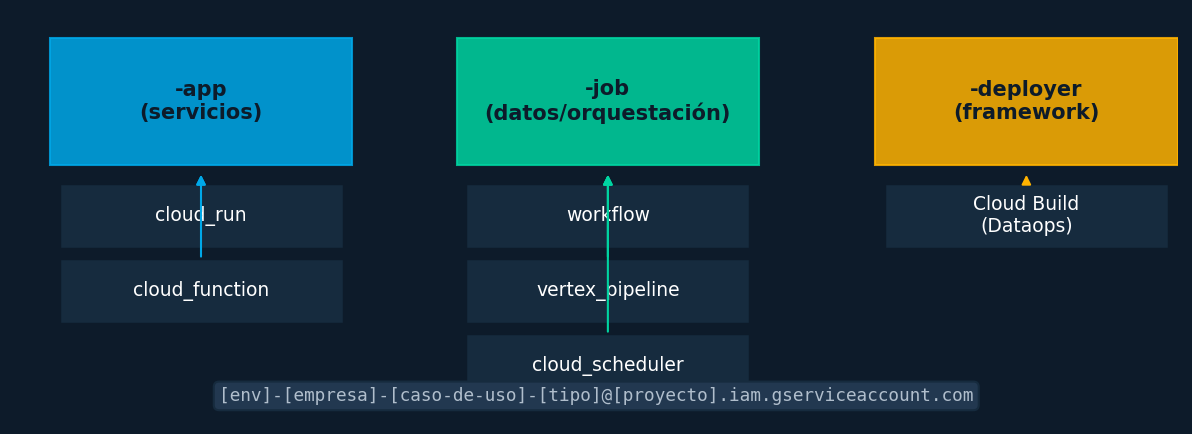 -app
(servicios)
-job
(datos/orquestación)
-deployer
(framework)
cloud_run
workflow
Cloud Build
(Dataops)
cloud_function
vertex_pipeline
cloud_scheduler
[env]-[empresa]-[caso-de-uso]-[tipo]@[proyecto].iam.gserviceaccount.com